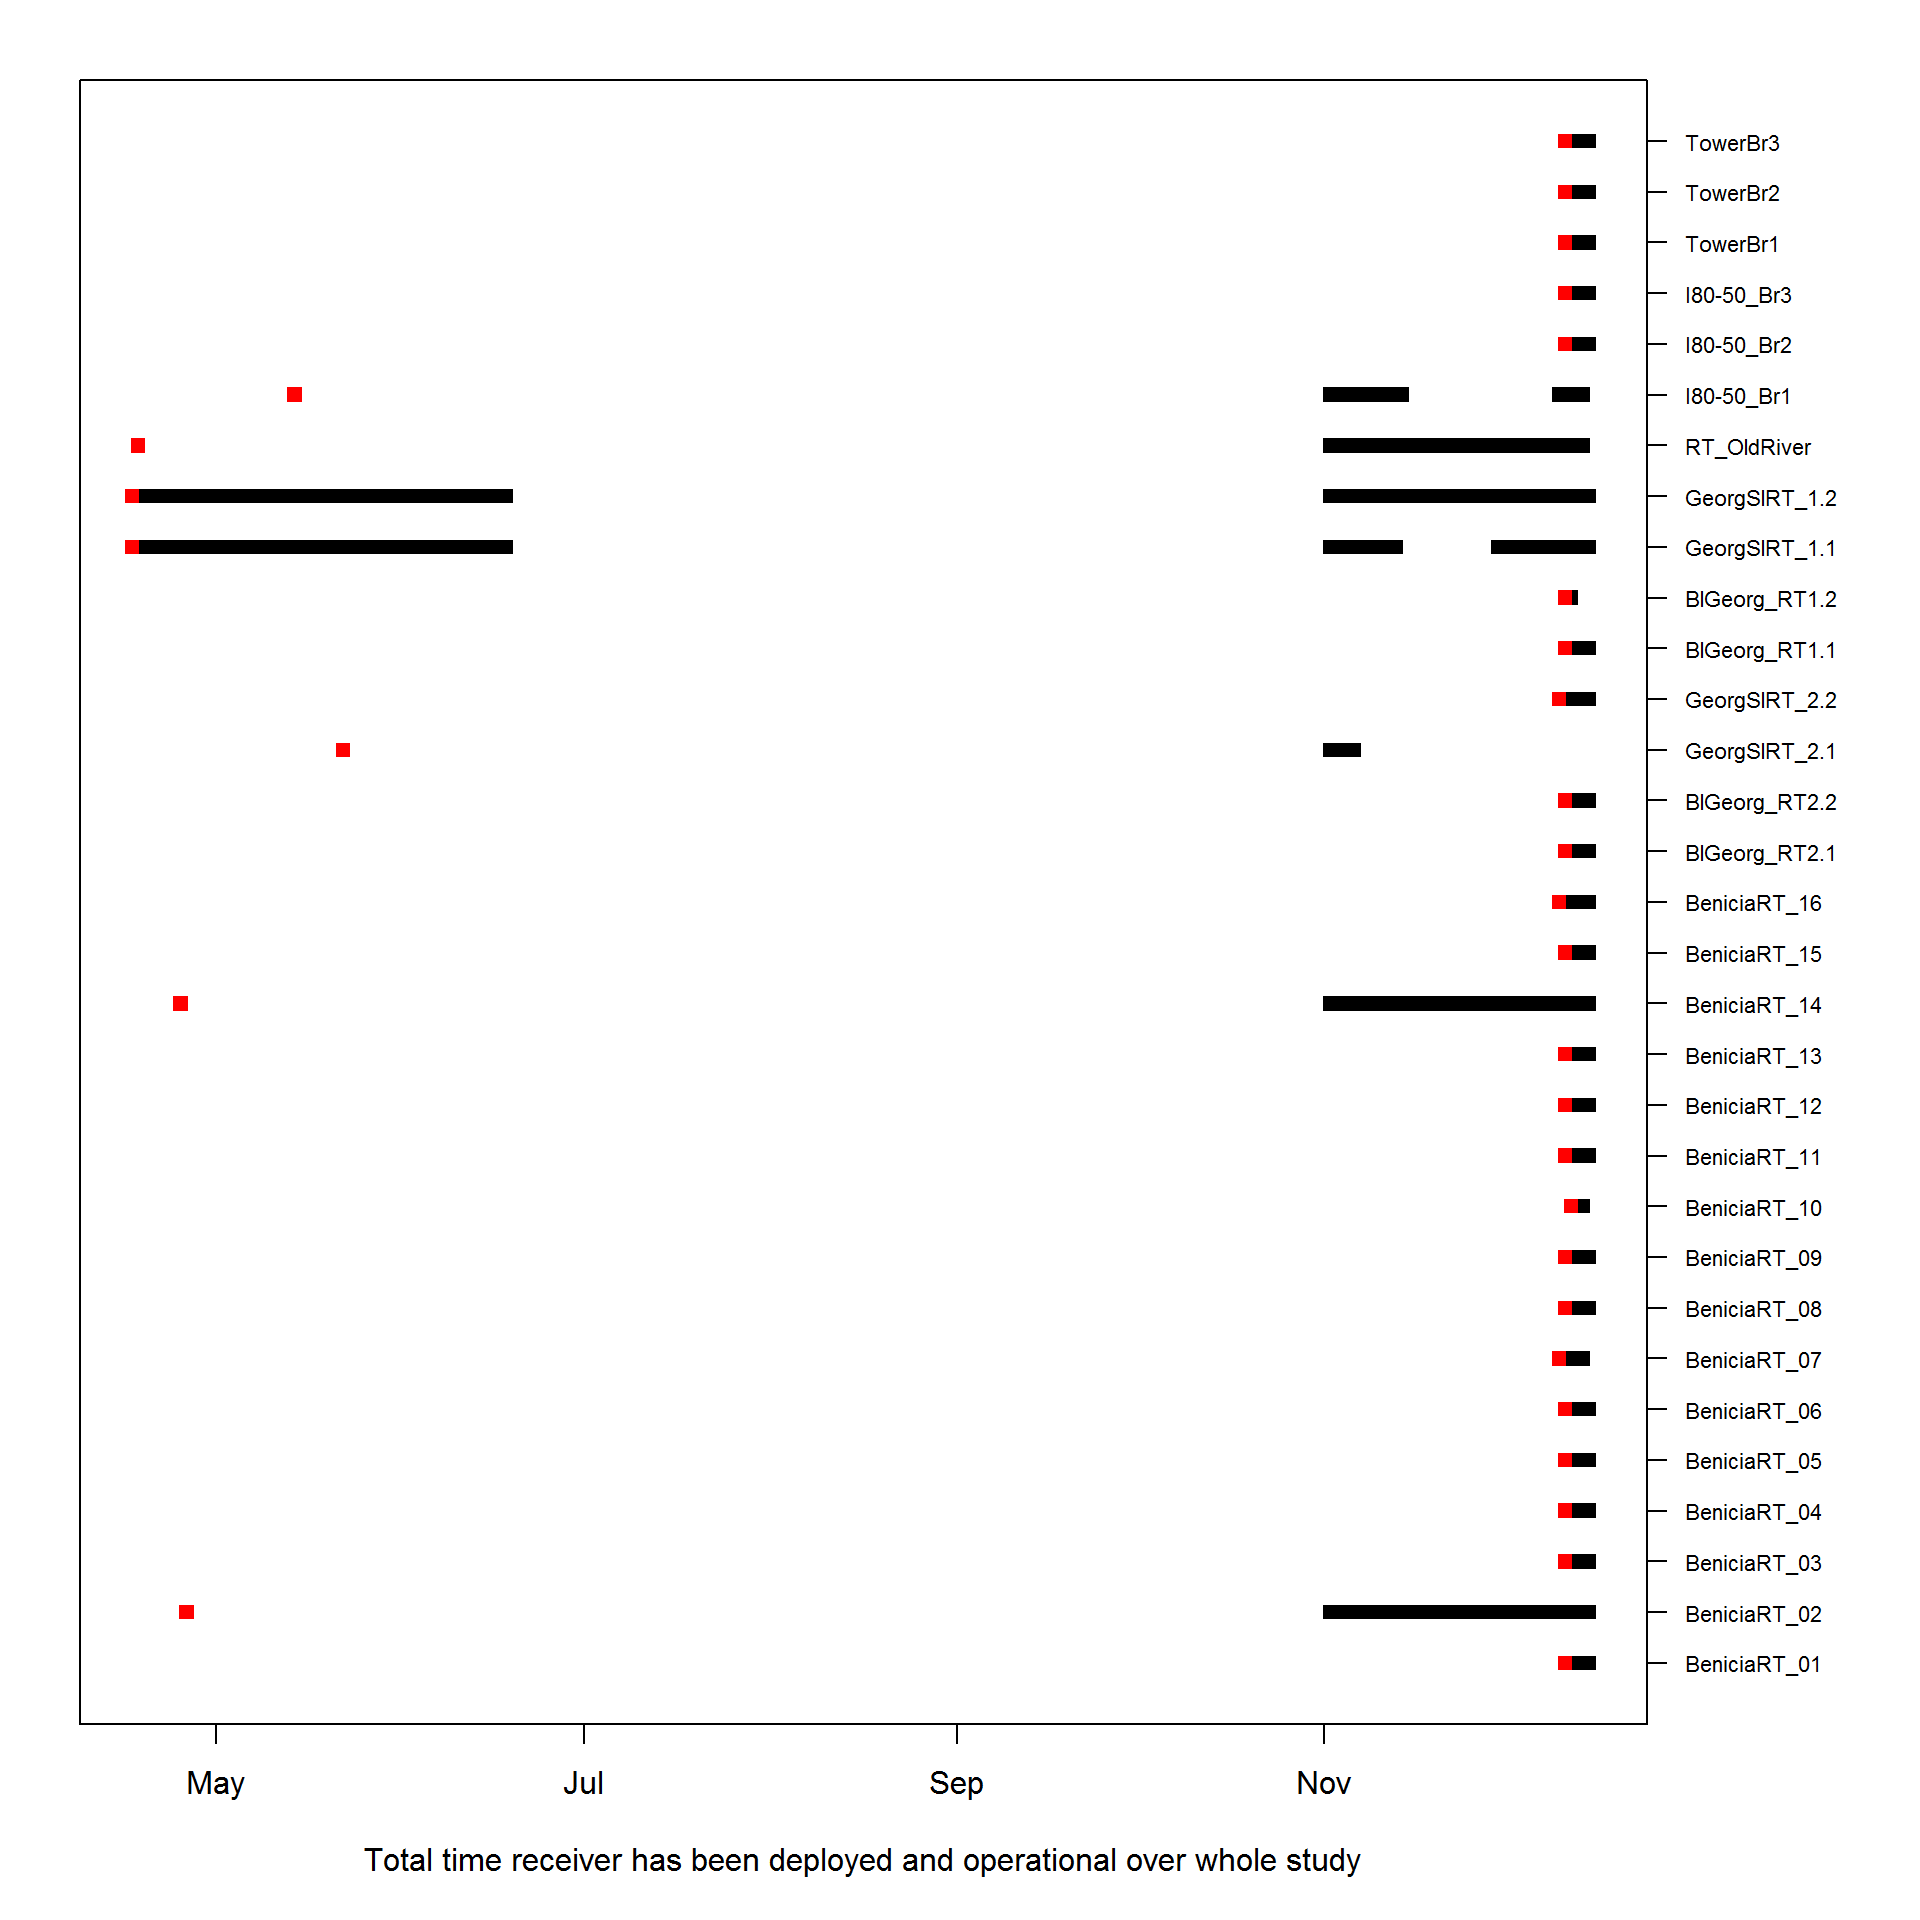 TowerBr3
TowerBr2
TowerBr1
I80-50_Br3
I80-50_Br2
I80-50_Br1
RT_OldRiver
GeorgSlRT_1.2
GeorgSlRT_1.1
BlGeorg_RT1.2
BlGeorg_RT1.1
GeorgSlRT_2.2
GeorgSlRT_2.1
BlGeorg_RT2.2
BlGeorg_RT2.1
BeniciaRT_16
BeniciaRT_15
BeniciaRT_14
BeniciaRT_13
BeniciaRT_12
BeniciaRT_11
BeniciaRT_10
BeniciaRT_09
BeniciaRT_08
BeniciaRT_07
BeniciaRT_06
BeniciaRT_05
BeniciaRT_04
BeniciaRT_03
BeniciaRT_02
BeniciaRT_01
May Jul Sep Nov
Total time receiver has been deployed and operational over whole study